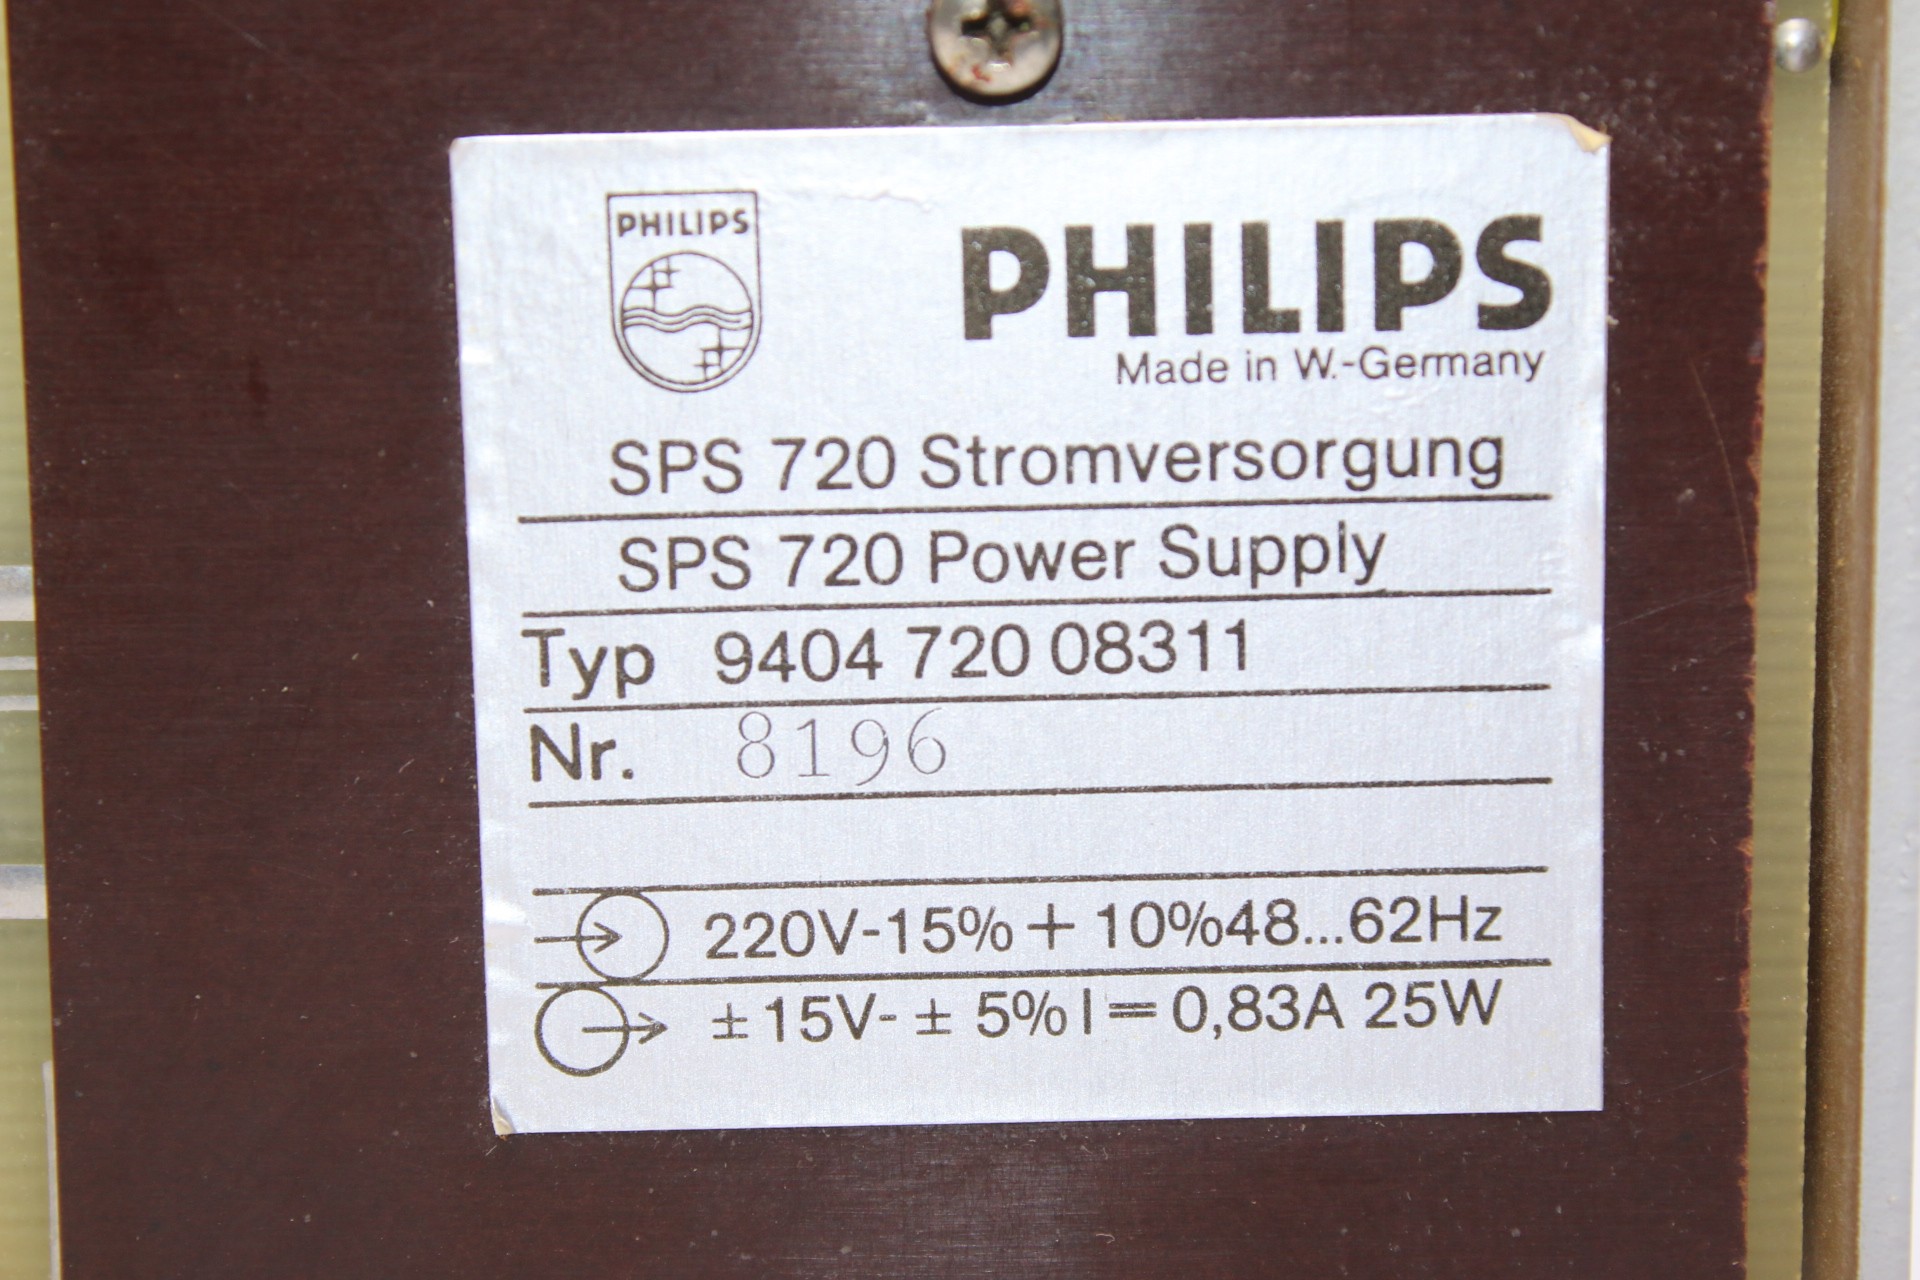 PHILIPS
PHILIPS
Made in W.-Germany
SPS 720 Stromversorgung
SPS 720 Power Supply
Typ 9404 720 08311
Nr. 8196
220V-15% + 10%48...62Hz
± 15V- ± 5% I = 0,83A 25W